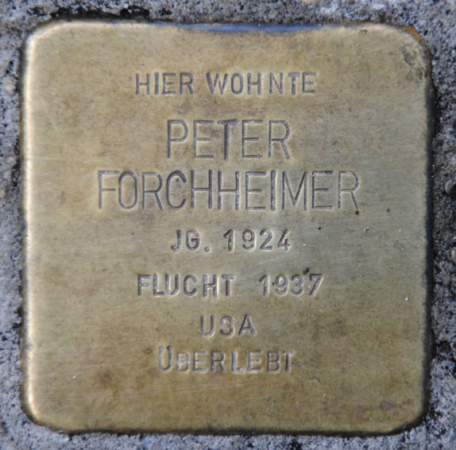 HIER WOHNTE
PETER
FORCHHEIMER
JG. 1924
FLUCHT 1937
USA
ÜBERLEBT